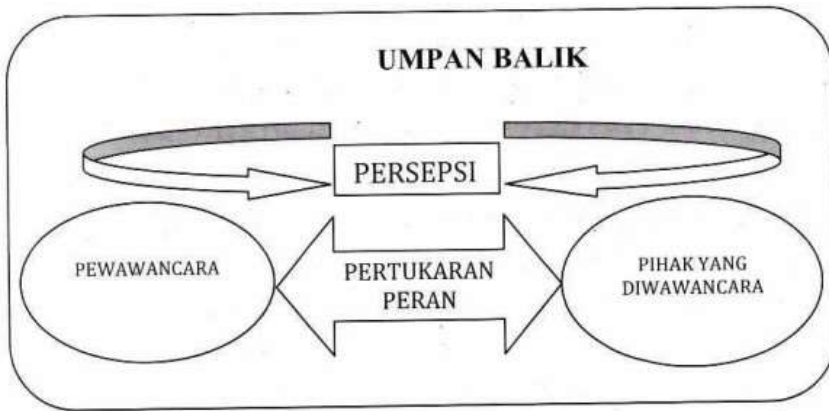 UMPAN BALIK
PERSEPSI
PEWAWANCARA
PERTUKARAN
PERAN
PIHAK YANG
DIWAWANCARA